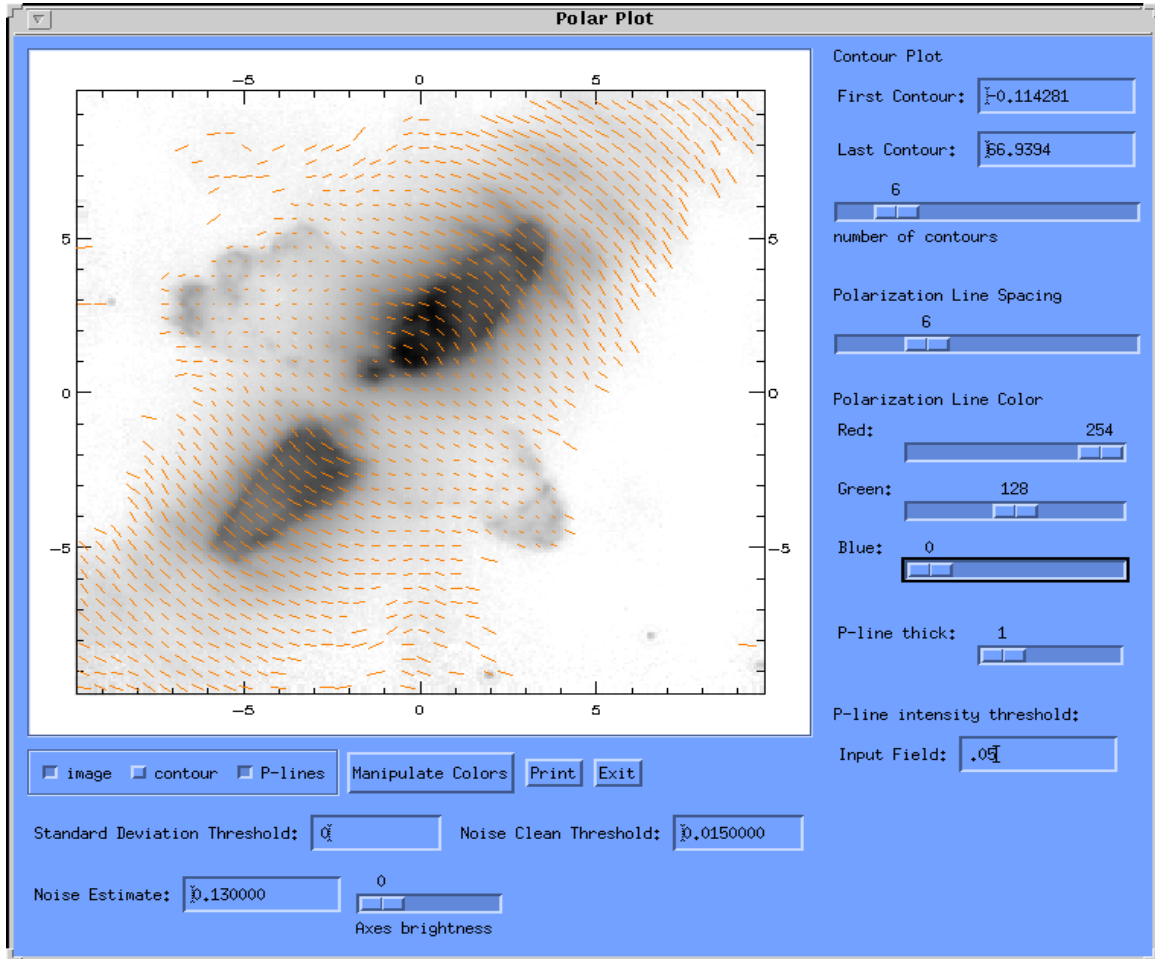 Polar Plot
Contour Plot
First Contour: -0.114281
Last Contour: 66.9394
6
number of contours
Polarization Line Spacing
6
Polarization Line Color
Red: 254
Green: 128
Blue: 0
P-line thick: 1
P-line intensity threshold:
Input Field: .05
-5 0 5
5 5
0 0
-5 -5
-5 0 5
image contour P-lines Manipulate Colors Print Exit
Standard Deviation Threshold: 0 Noise Clean Threshold: 0.0150000
Noise Estimate: 0.130000 0
Axes brightness